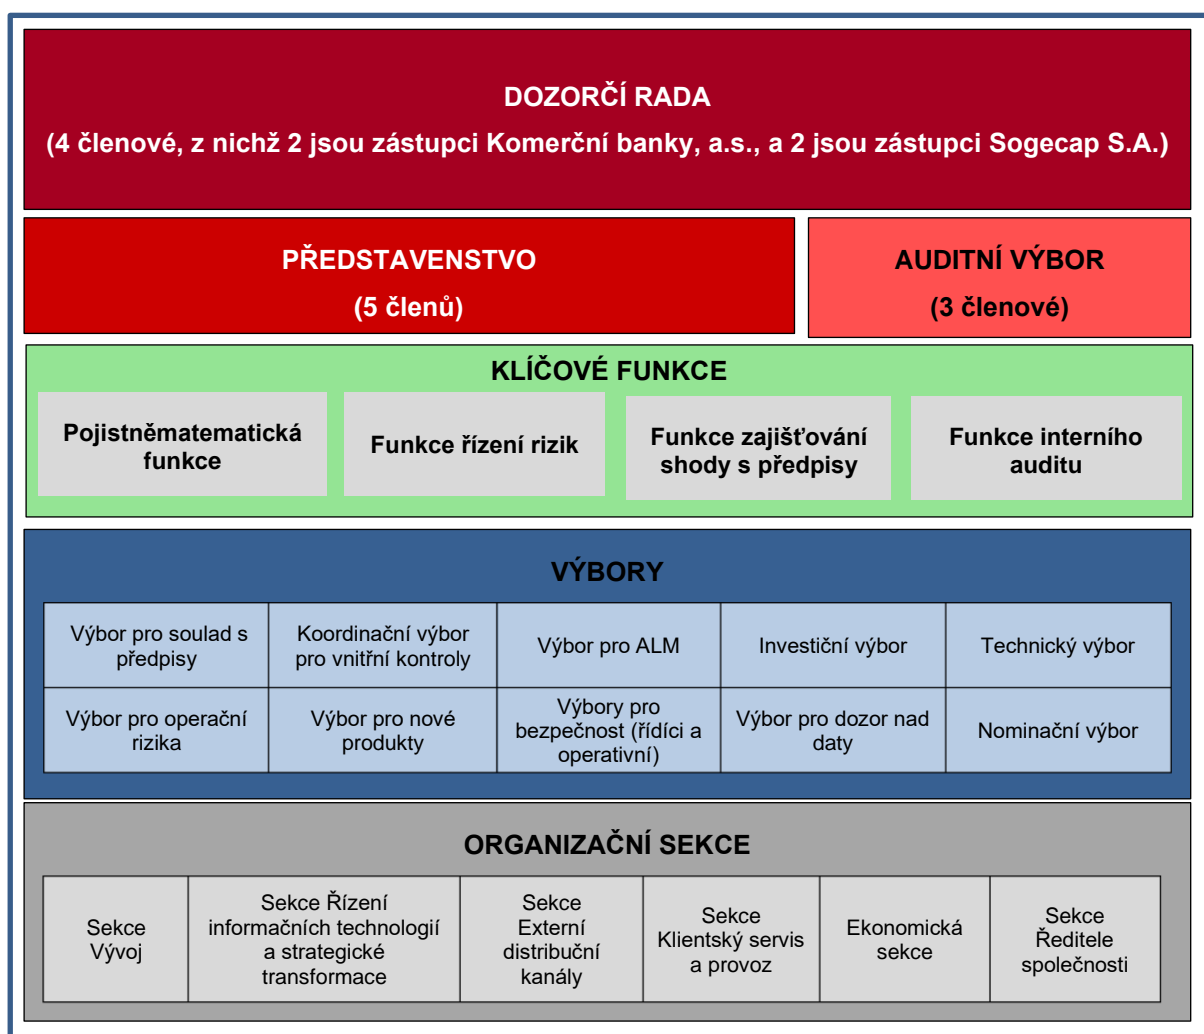 DOZORČÍ RADA
(4 členové, z nichž 2 jsou zástupci Komerční banky, a.s., a 2 jsou zástupci Sogecap S.A.)
PŘEDSTAVENSTVO
(5 členů)
AUDITNÍ VÝBOR
(3 členové)
KLÍČOVÉ FUNKCE
Pojistněmatematická
funkce
Funkce řízení rizik
Funkce zajišťování
shody s předpisy
Funkce interního
auditu
VÝBORY
Výbor pro soulad s
předpisy
Koordinační výbor
pro vnitřní kontroly
Výbor pro ALM
Investiční výbor
Technický výbor
Výbor pro operační
rizika
Výbor pro nové
produkty
Výbory pro
bezpečnost (řídíci a
operativní)
Výbor pro dozor nad
daty
Nominační výbor
ORGANIZAČNÍ SEKCE
Sekce
Vývoj
Sekce Řízení
informačních technologií
a strategické
transformace
Sekce
Externí
distribuční
kanály
Sekce
Klientský servis
a provoz
Ekonomická
sekce
Sekce
Ředitele
společnosti